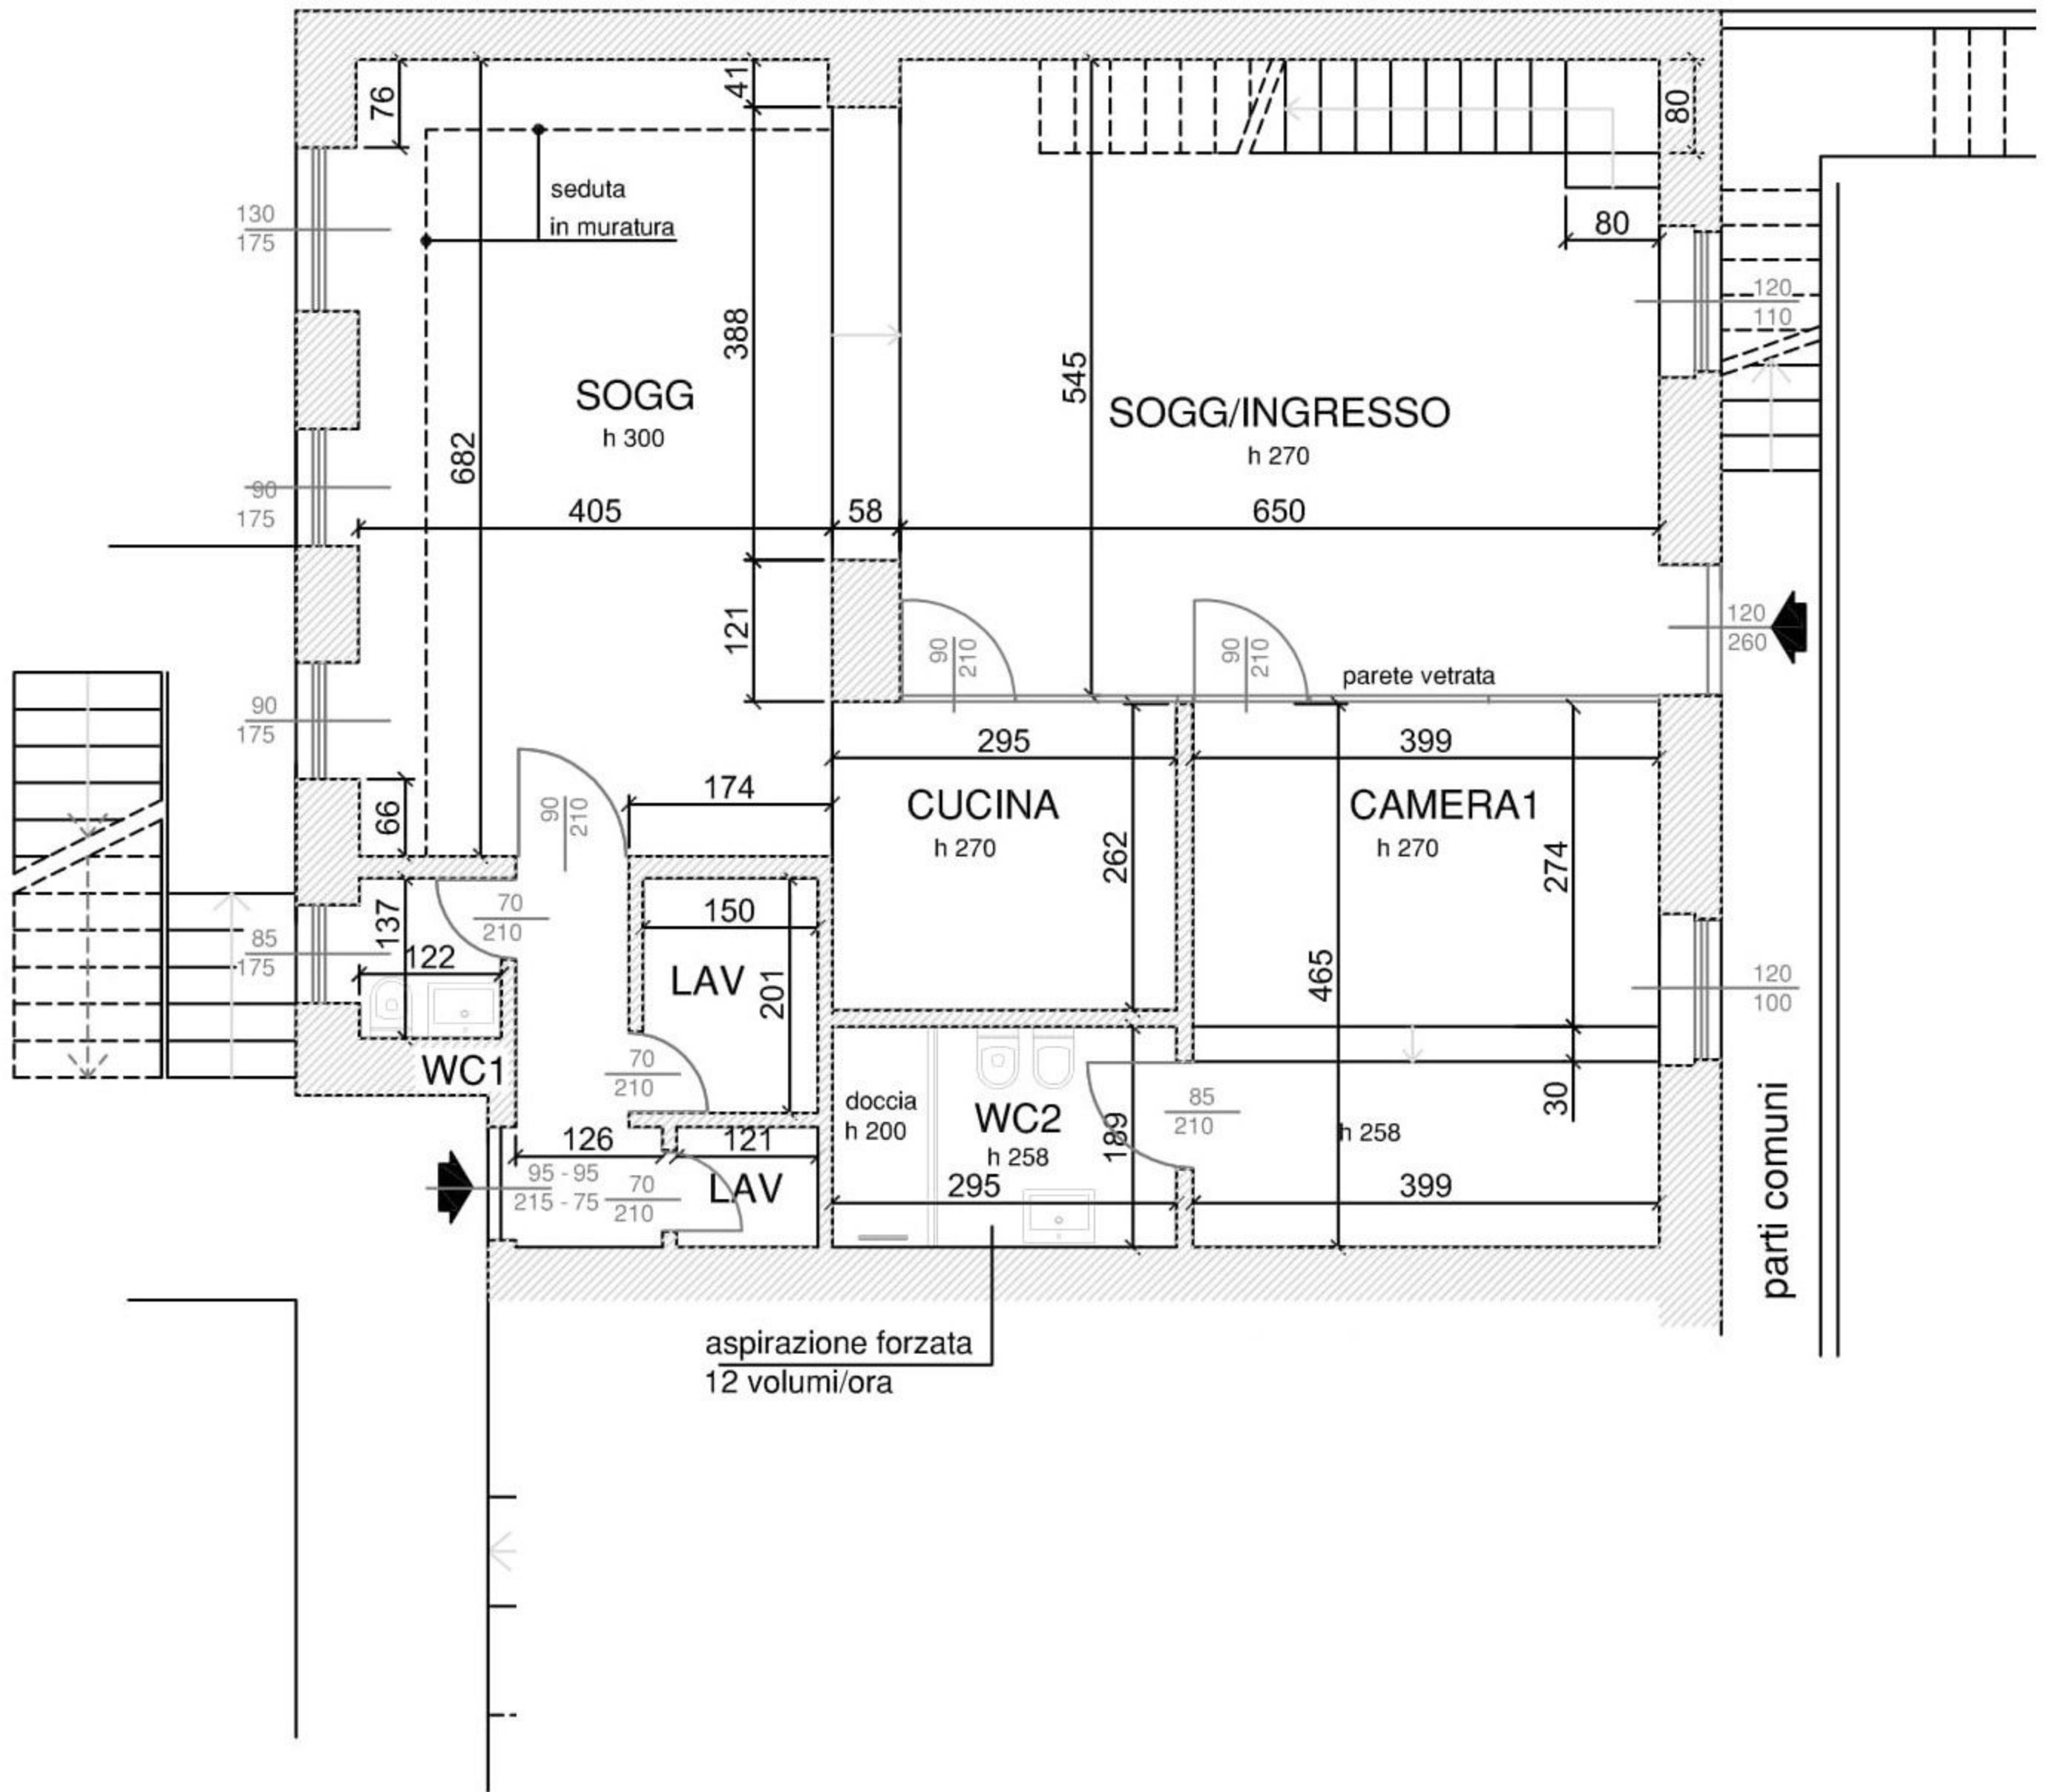 76
41
80
seduta
in muratura
130
175
80
120
110
388
545
SOGG
h 300
SOGG/INGRESSO
h 270
682
90
175
405
58
650
121
90
210
90
210
120
260
parete vetrata
90
175
295
399
66
90
210
174
CUCINA
h 270
CAMERA1
h 270
262
274
137
70
210
150
85
175
122
LAV
201
465
120
100
WC1
70
210
doccia
h 200
WC2
h 258
189
85
210
30
h 258
parti comuni
126
121
95 - 95
215 - 75
70
210
LAV
295
399
aspirazione forzata
12 volumi/ora